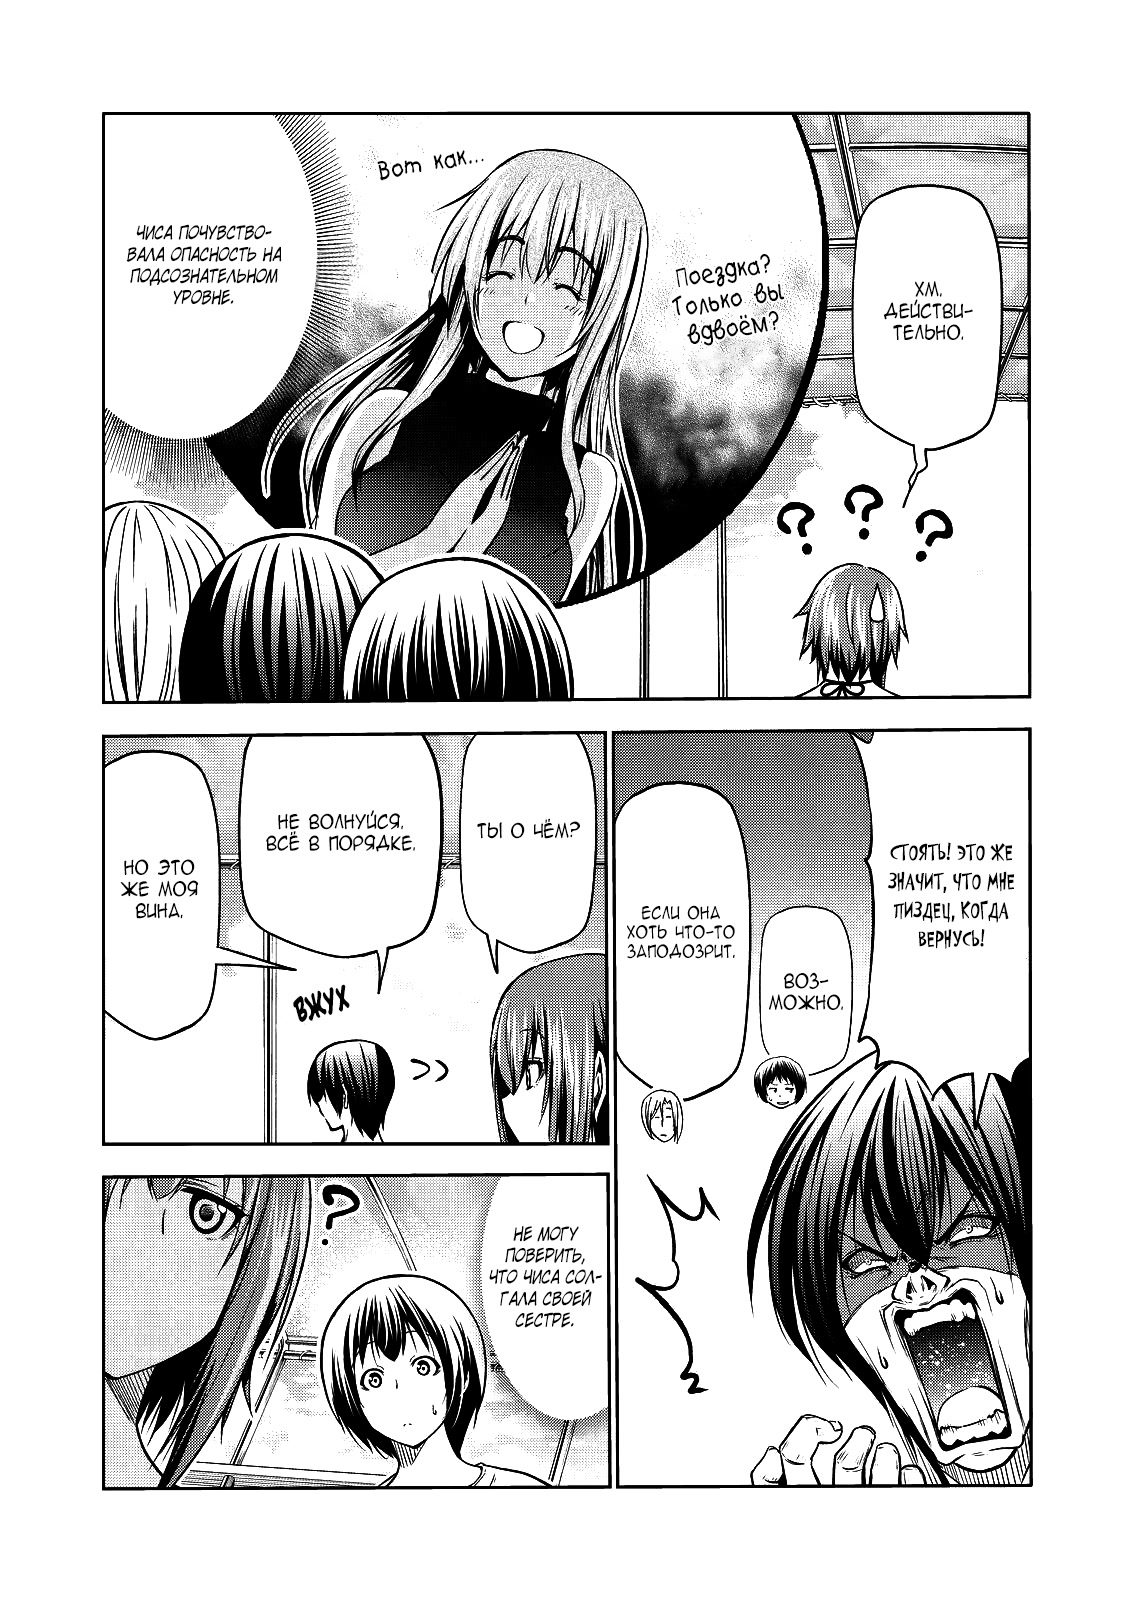 ХМ,
ДЕЙСТВИ-
ТЕЛЬНО.
Вот как...
Поездка?
Только вы
вдвоём?
ЧИСА ПОЧУВСТВО-
ВАЛА ОПАСНОСТЬ НА
ПОДСОЗНАТЕЛЬНОМ
УРОВНЕ.
? ? ?
СТОЯТЬ! ЭТО ЖЕ
ЗНАЧИТ, ЧТО МНЕ
ПИЗДЕЦ, КОГДА
ВЕРНУСЬ!
ВОЗ-
МОЖНО.
ЕСЛИ ОНА
ХОТЬ ЧТО-ТО
ЗАПОДОЗРИТ.
ТЫ О ЧЁМ?
НЕ ВОЛНУЙСЯ,
ВСЁ В ПОРЯДКЕ.
НО ЭТО
ЖЕ МОЯ
ВИНА.
ВЖУХ
НЕ МОГУ
ПОВЕРИТЬ,
ЧТО ЧИСА СОЛ-
ГАЛА СВОЕЙ
СЕСТРЕ.
?